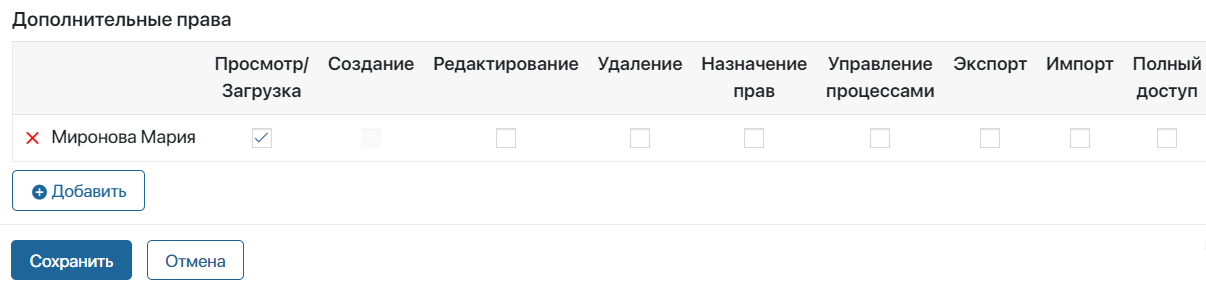 Дополнительные права
Просмотр/ Создание Редактирование Удаление Назначение Управление Экспорт Импорт Полный
Загрузка прав процессами доступ
Миронова Мария
Добавить
Сохранить Отмена